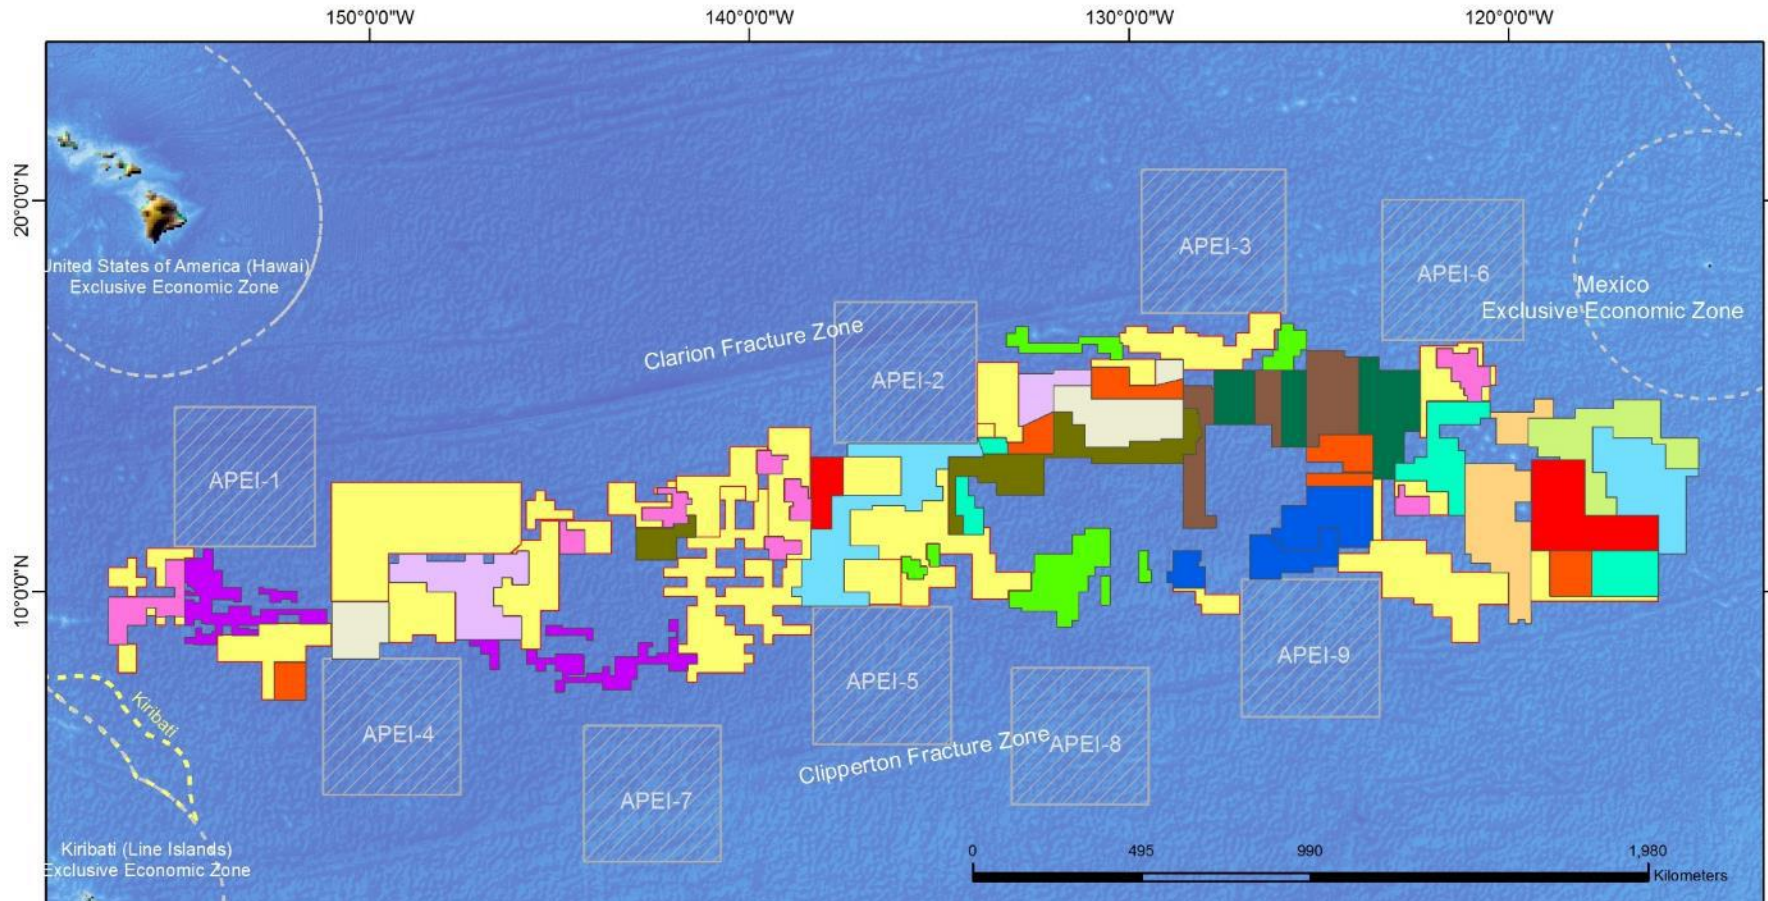 150°0'0"W
140°0'0"W
130°0'0"W
120°0'0"W
20°0'0"N
10°0'0"N
APEI-3
APEI-6
United States of America (Hawai)
Exclusive Economic Zone
Mexico
Exclusive Economic Zone
Clarion Fracture Zone
APEI-2
APEI-1
APEI-9
APEI-5
Kiribati
APEI-4
APEI-8
Clipperton Fracture Zone
APEI-7
Kiribati (Line Islands)
Exclusive Economic Zone
0
495
990
1,980
Kilometers